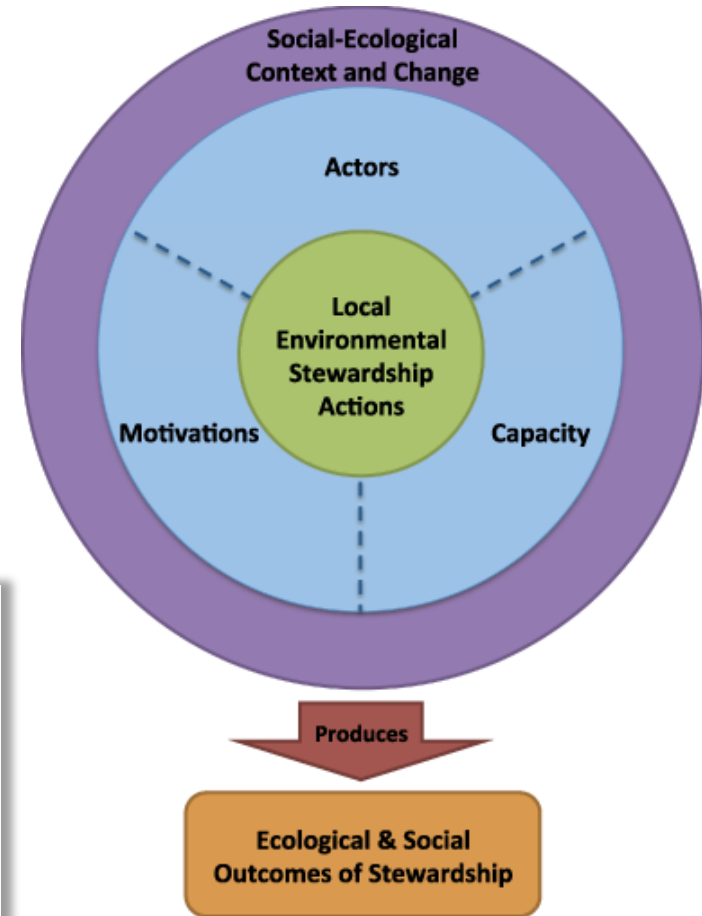 Social-Ecological
Context and Change
Actors
Local
Environmental
Stewardship
Actions
Motivations
Capacity
Produces
Ecological & Social
Outcomes of Stewardship